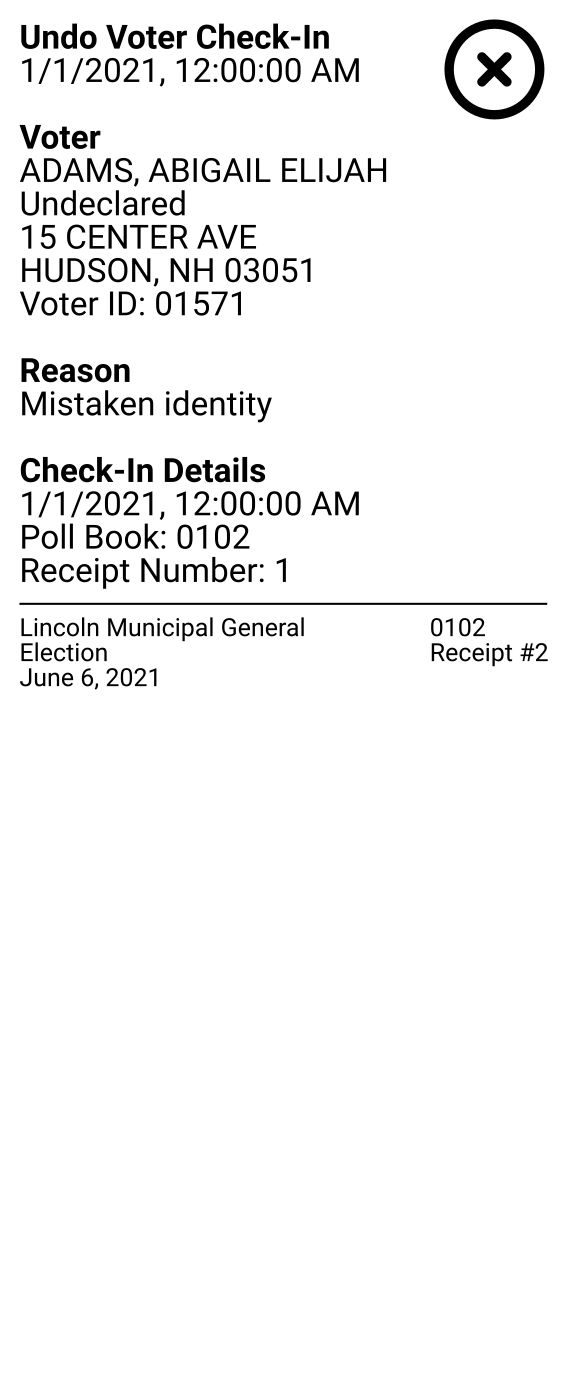 Undo Voter Check-In
1/1/2021, 12:00:00 AM
Voter
ADAMS, ABIGAIL ELIJAH
Undeclared
15 CENTER AVE
HUDSON, NH 03051
Voter ID: 01571
Reason
Mistaken identity
Check-In Details
1/1/2021, 12:00:00 AM
Poll Book: 0102
Receipt Number: 1
Lincoln Municipal General
Election
June 6, 2021
0102
Receipt #2